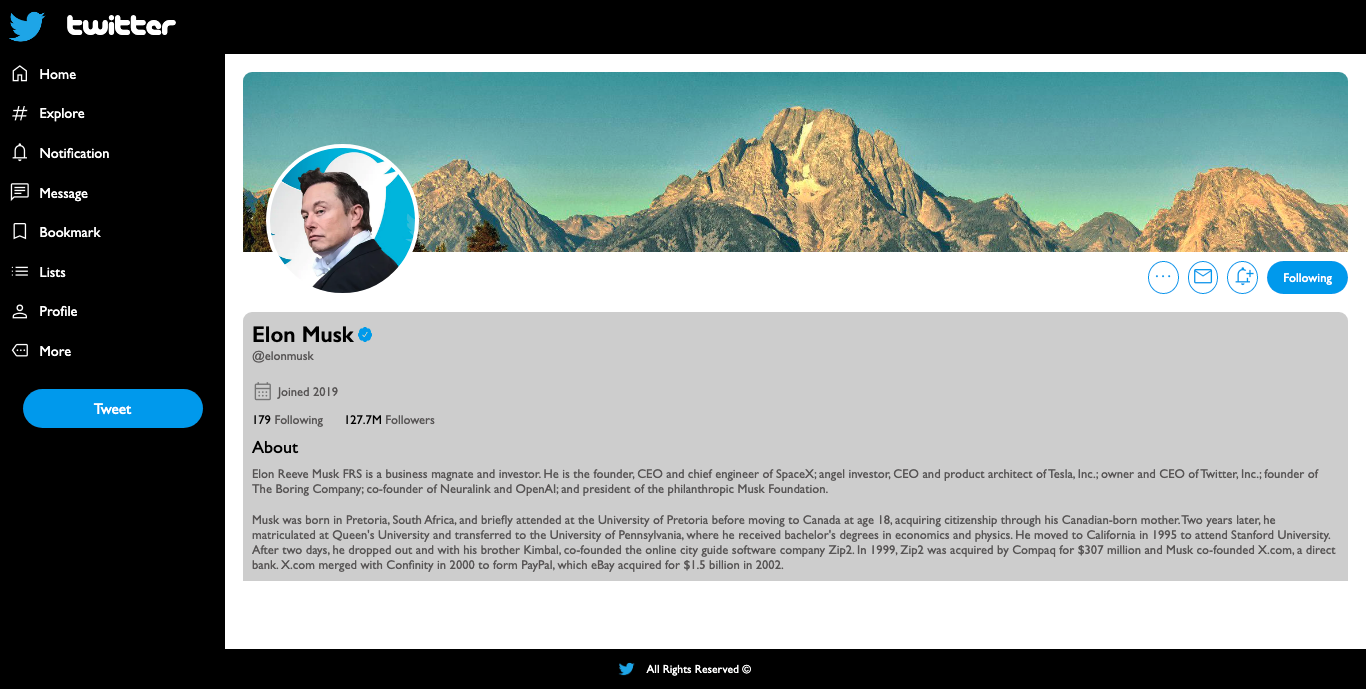 twitter
Home
Explore
Notification
Message
Bookmark
Lists
Profile
More
Tweet
Following
Elon Musk
@elonmusk
Joined 2019
179 Following 127.7M Followers
About
Elon Reeve Musk FRS is a business magnate and investor. He is the founder, CEO and chief engineer of SpaceX; angel investor, CEO and product architect of Tesla, Inc.; owner and CEO of Twitter, Inc.; founder of
The Boring Company; co-founder of Neuralink and OpenAI; and president of the philanthropic Musk Foundation.
Musk was born in Pretoria, South Africa, and briefly attended at the University of Pretoria before moving to Canada at age 18, acquiring citizenship through his Canadian-born mother. Two years later, he
matriculated at Queen's University and transferred to the University of Pennsylvania, where he received bachelor's degrees in economics and physics. He moved to California in 1995 to attend Stanford University.
After two days, he dropped out and with his brother Kimbal, co-founded the online city guide software company Zip2. In 1999, Zip2 was acquired by Compaq for $307 million and Musk co-founded X.com, a direct
bank. X.com merged with Confinity in 2000 to form PayPal, which eBay acquired for $1.5 billion in 2002.
All Rights Reserved ©